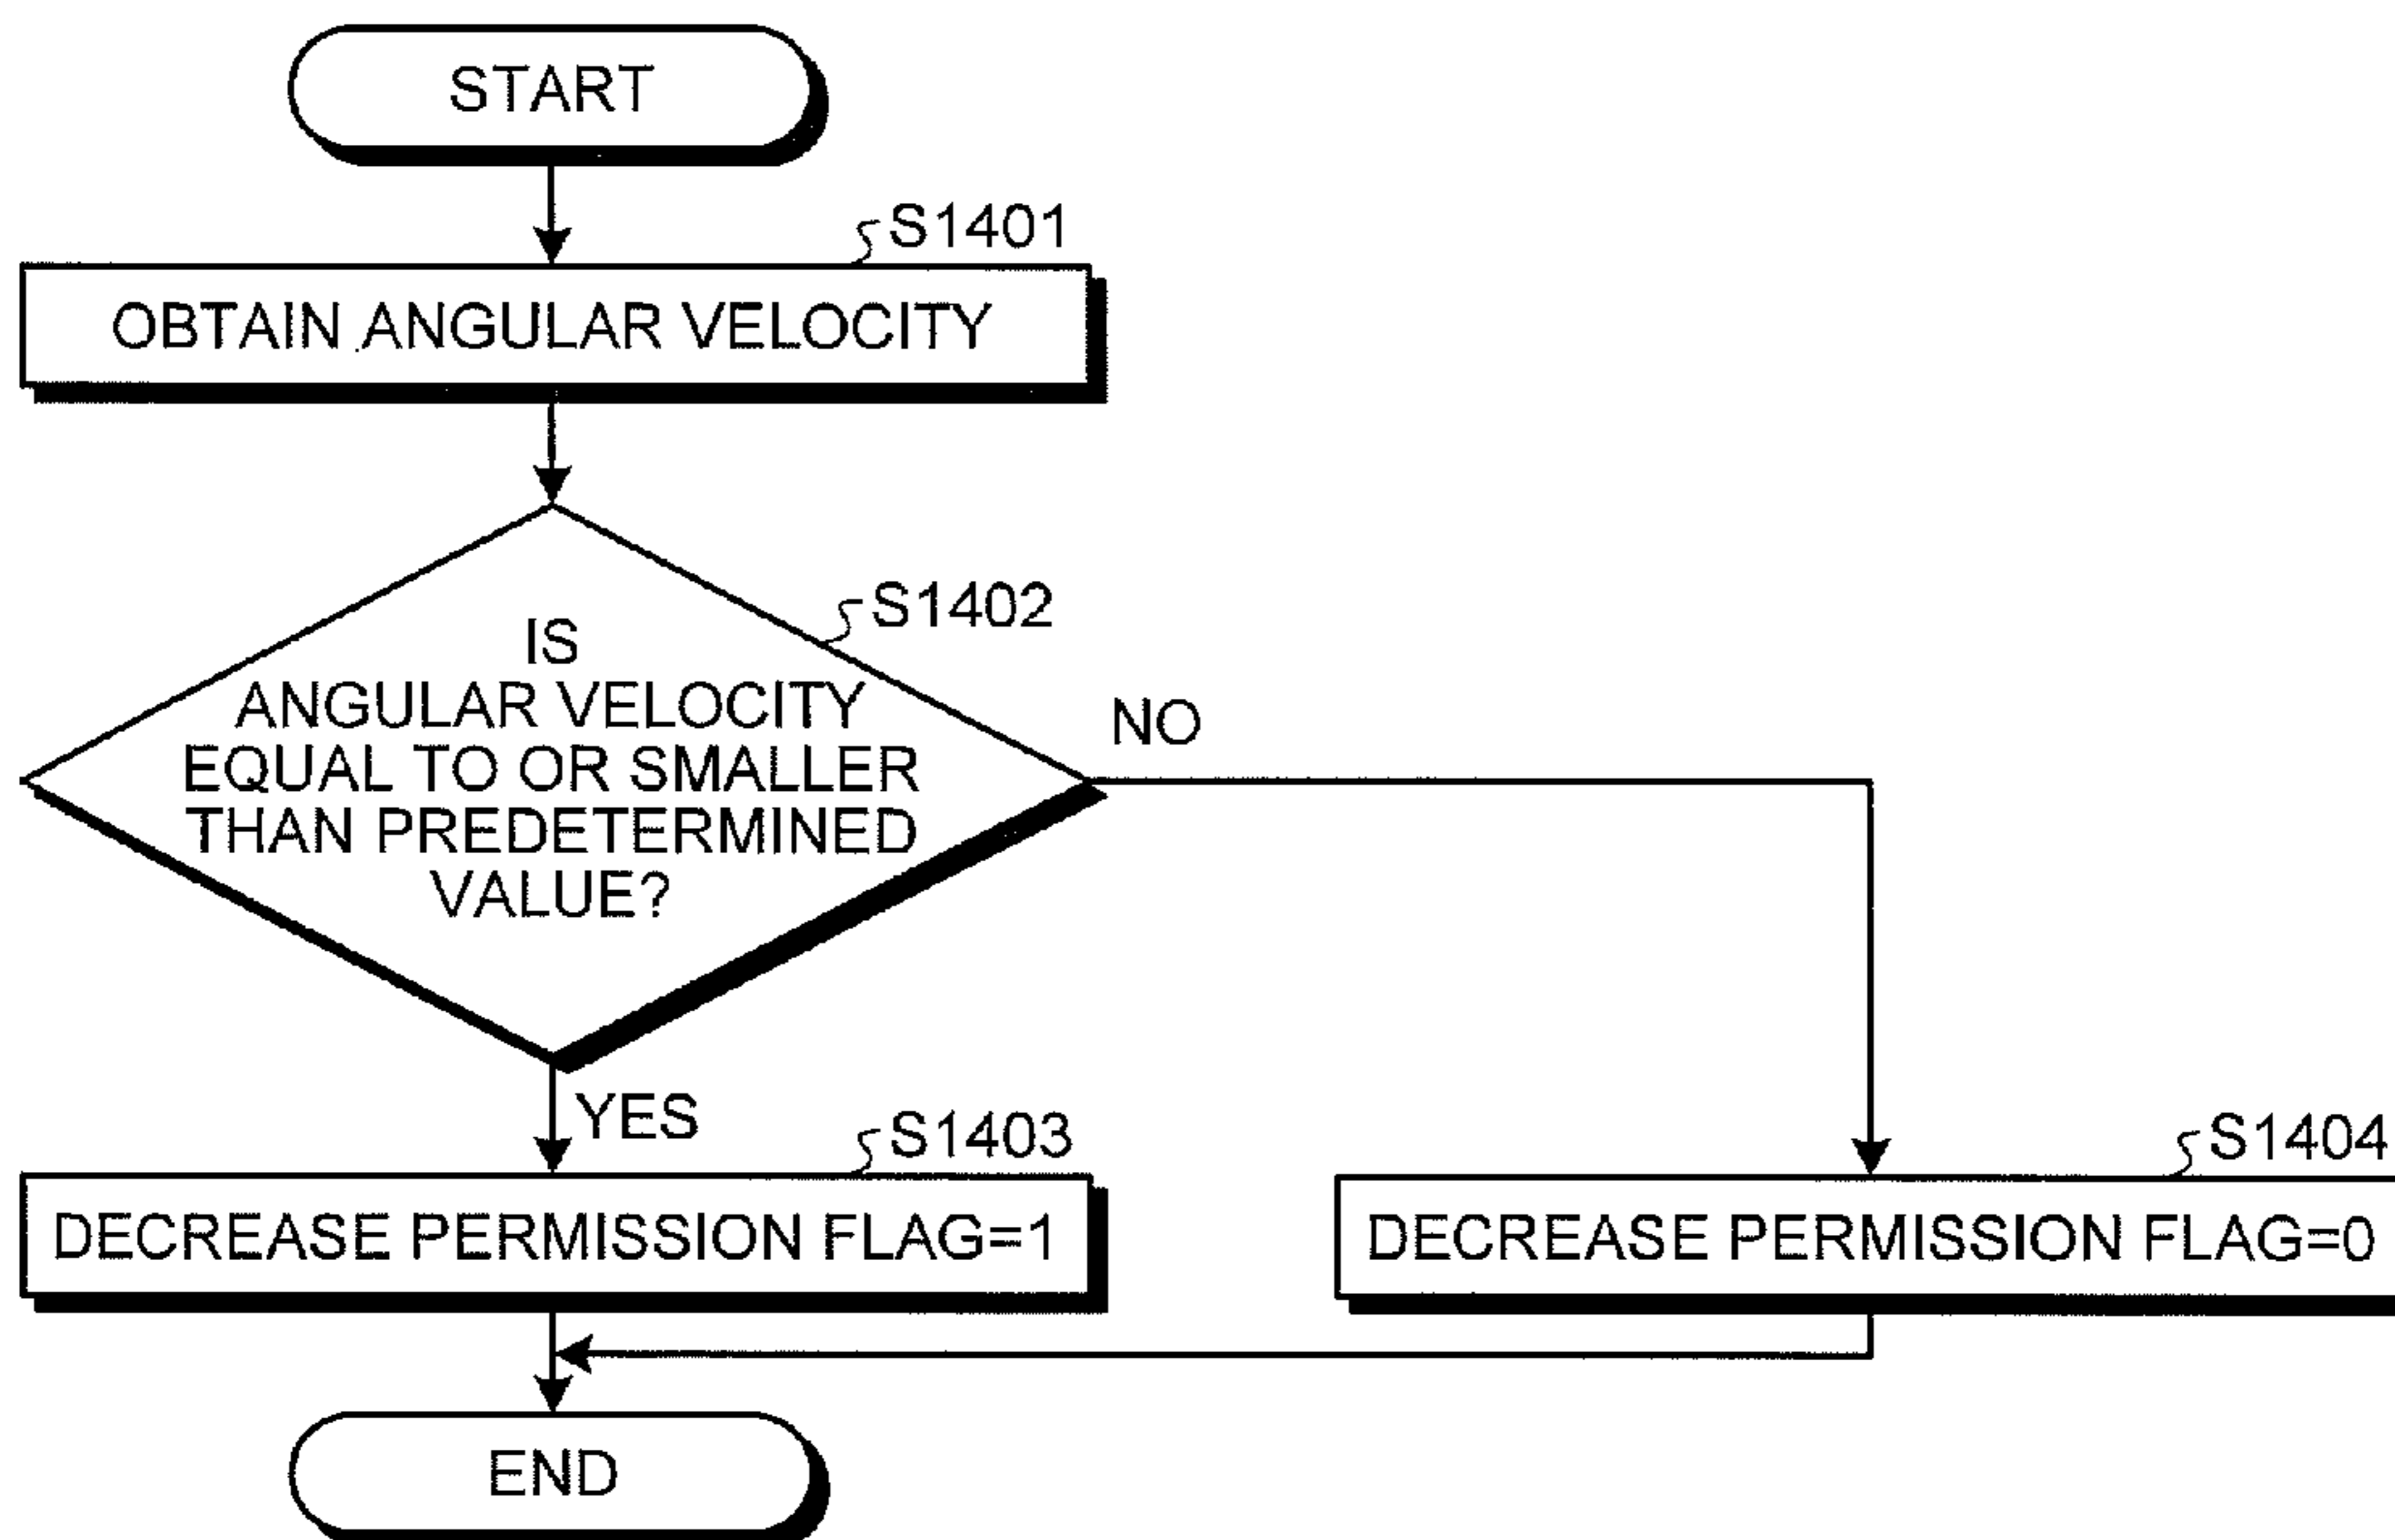 START
S1401
OBTAIN ANGULAR VELOCITY
S1402
IS
ANGULAR VELOCITY
EQUAL TO OR SMALLER
THAN PREDETERMINED
VALUE?
NO
YES
S1403
DECREASE PERMISSION FLAG=1
S1404
DECREASE PERMISSION FLAG=0
END